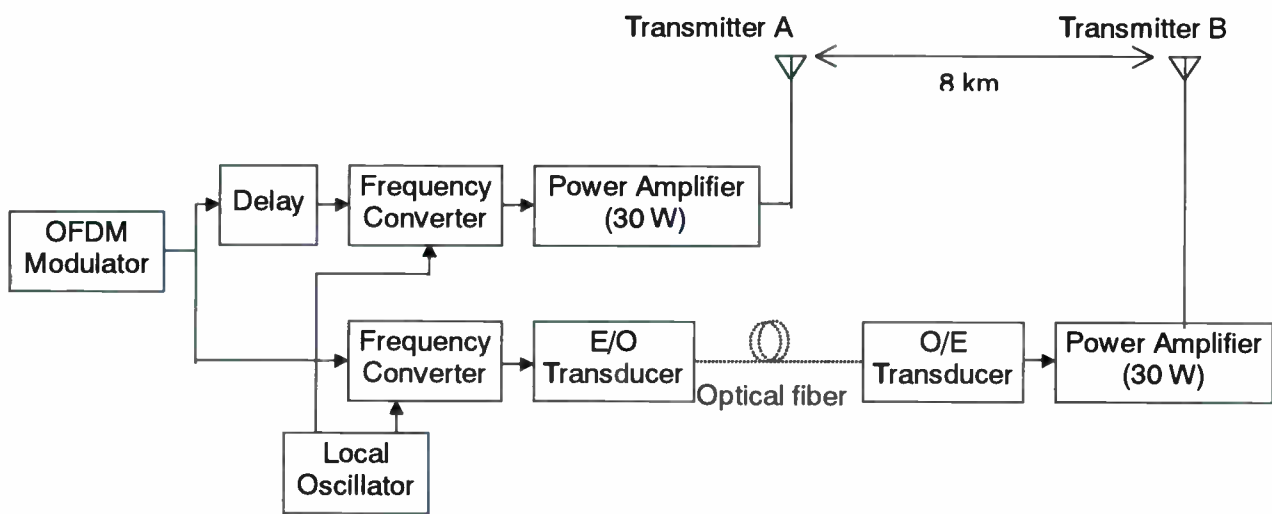 Transmitter A
Transmitter B
8 km
Delay
Frequency
Converter
Power Amplifier
(30 W)
OFDM
Modulator
Frequency
Converter
E/O
Transducer
Optical fiber
O/E
Transducer
Power Amplifier
(30 W)
Local
Oscillator